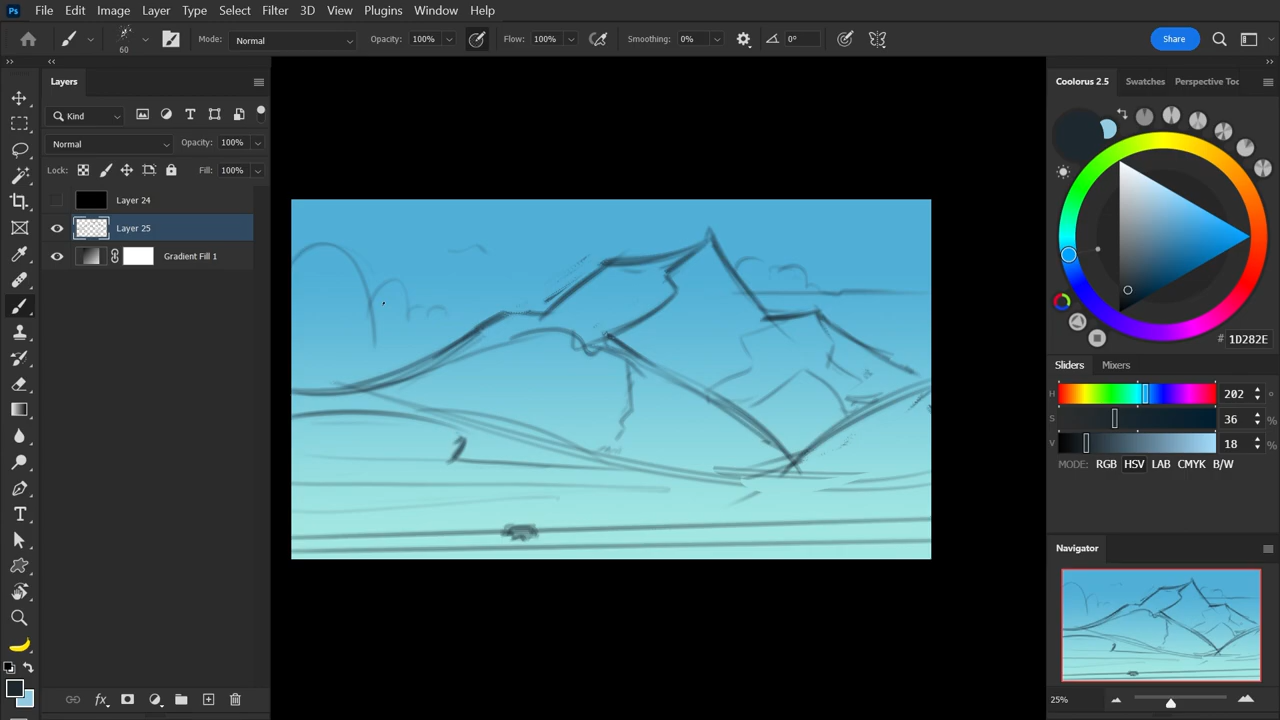 Ps File Edit Image Layer Type Select Filter 3D View Plugins Window Help
60 Mode: Normal Opacity: 100% Flow: 100% Smoothing: 0% 0° Share
Layers
Kind
Normal Opacity: 100%
Lock: Fill: 100%
Layer 24
Layer 25
Gradient Fill 1
fx
Coolorus 2.5 Swatches Perspective Too
# 1D282E
Sliders Mixers
H 202 °
S 36 %
V 18 %
MODE: RGB HSV LAB CMYK B/W
Navigator
25%